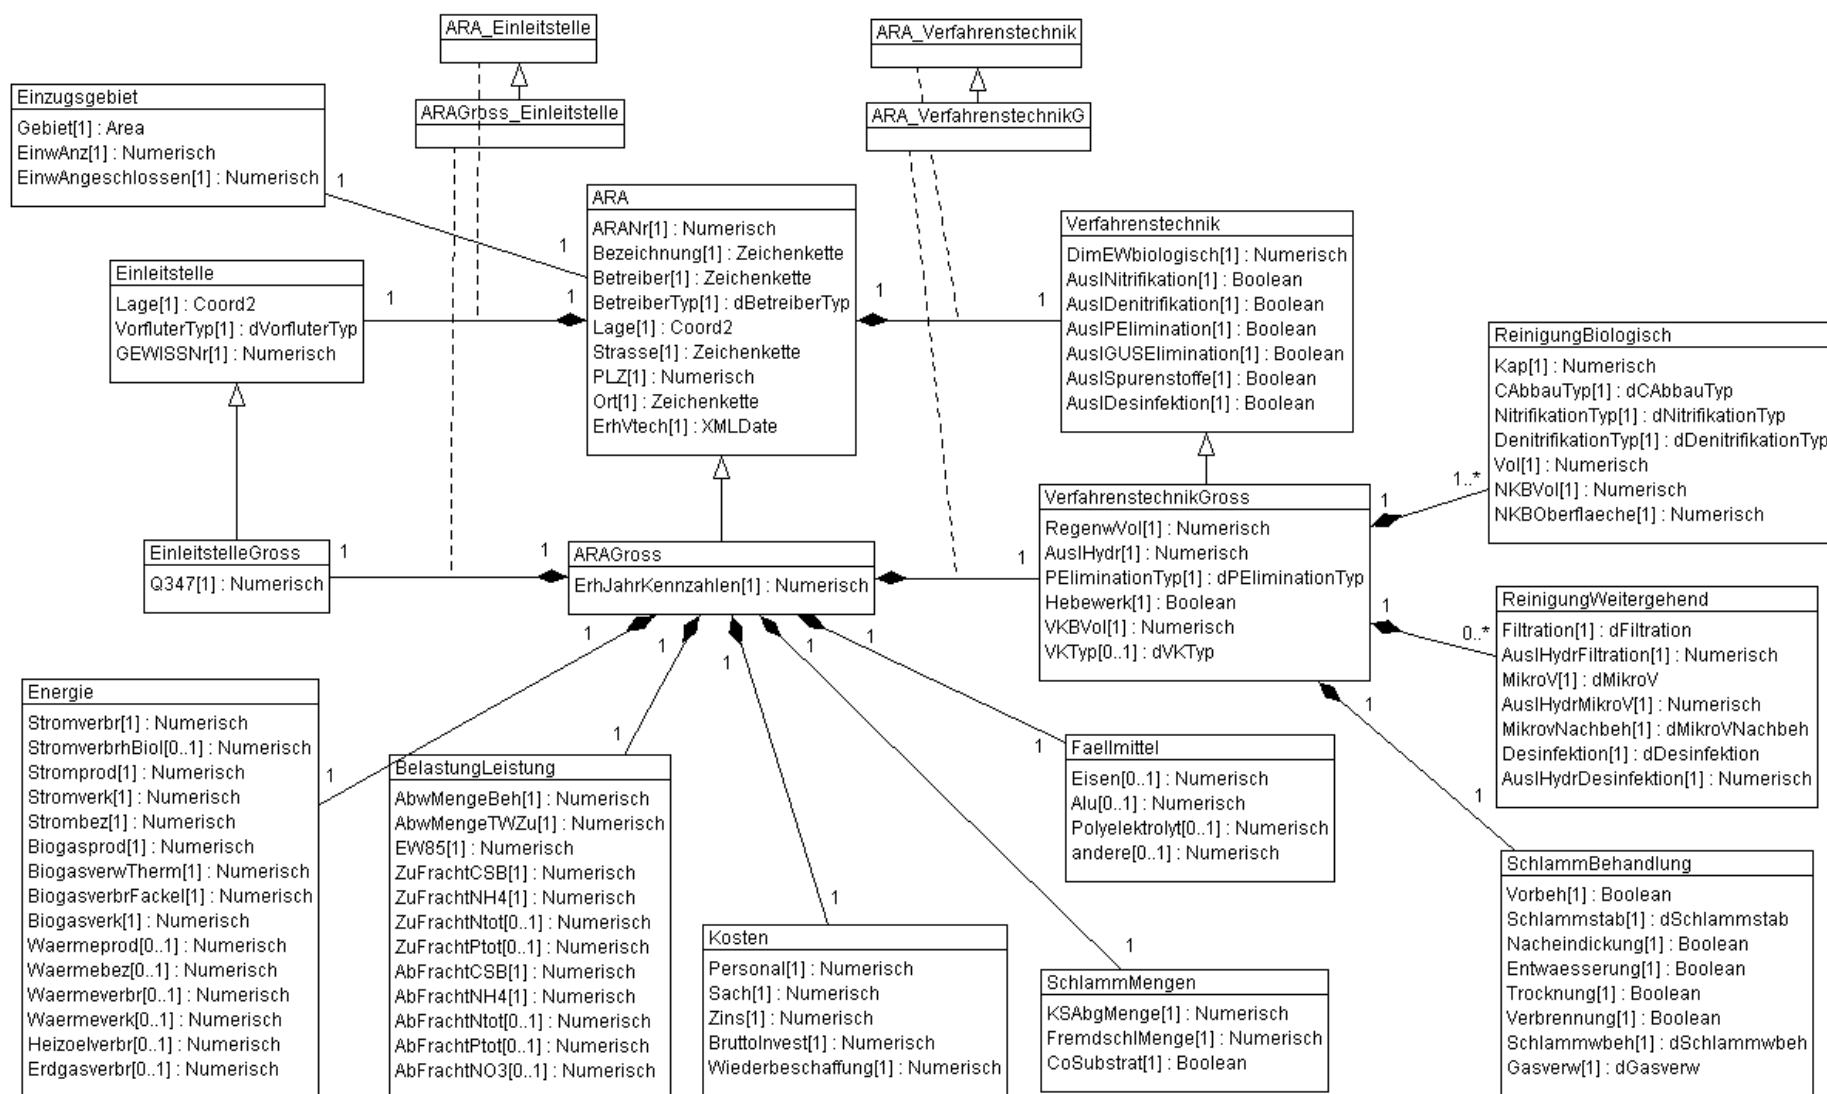 ARA_Einleitstelle
ARAGross_Einleitstelle
ARA_Verfahrenstechnik
ARA_VerfahrenstechnikG
Einzugsgebiet
Gebiet[1] : Area
EinwAnz[1] : Numerisch
EinwAngeschlossen[1] : Numerisch
1
1
ARA
ARANr[1] : Numerisch
Bezeichnung[1] : Zeichenkette
Betreiber[1] : Zeichenkette
BetreiberTyp[1] : dBetreiberTyp
Lage[1] : Coord2
Strasse[1] : Zeichenkette
PLZ[1] : Numerisch
Ort[1] : Zeichenkette
ErhVtech[1] : XMLDate
Einleitstelle
Lage[1] : Coord2
VorfluterTyp[1] : dVorfluterTyp
GEWISSNr[1] : Numerisch
1
1
1
1
Verfahrenstechnik
DimEWbiologisch[1] : Numerisch
AuslNitrifikation[1] : Boolean
AuslDenitrifikation[1] : Boolean
AuslPElimination[1] : Boolean
AuslGUSElimination[1] : Boolean
AuslSpurenstoffe[1] : Boolean
AuslDesinfektion[1] : Boolean
ReinigungBiologisch
Kap[1] : Numerisch
CAbbauTyp[1] : dCAbbauTyp
NitrifikationTyp[1] : dNitrifikationTyp
DenitrifikationTyp[1] : dDenitrifikationTyp
Vol[1] : Numerisch
NKBVol[1] : Numerisch
NKBOberflaeche[1] : Numerisch
1..*
1
VerfahrenstechnikGross
RegenwVol[1] : Numerisch
AuslHydr[1] : Numerisch
PEliminationTyp[1] : dPEliminationTyp
Hebewerk[1] : Boolean
VKBVol[1] : Numerisch
VKTyp[0..1] : dVKTyp
EinleitstelleGross
Q347[1] : Numerisch
1
1
ARAGross
ErhJahrKennzahlen[1] : Numerisch
1
1
1
0..*
ReinigungWeitergehend
Filtration[1] : dFiltration
AuslHydrFiltration[1] : Numerisch
MikroV[1] : dMikroV
AuslHydrMikroV[1] : Numerisch
MikrovNachbeh[1] : dMikroVNachbeh
Desinfektion[1] : dDesinfektion
AuslHydrDesinfektion[1] : Numerisch
1
1
1
1
1
1
1
Energie
Stromverbr[1] : Numerisch
StromverbrhBiol[0..1] : Numerisch
Stromprod[1] : Numerisch
Stromverk[1] : Numerisch
Strombez[1] : Numerisch
Biogasprod[1] : Numerisch
BiogasverwTherm[1] : Numerisch
BiogasverbrFackel[1] : Numerisch
Biogasverk[1] : Numerisch
Waermeprod[0..1] : Numerisch
Waermebez[0..1] : Numerisch
Waermeverbr[0..1] : Numerisch
Waermeverk[0..1] : Numerisch
Heizoelverbr[0..1] : Numerisch
Erdgasverbr[0..1] : Numerisch
1
BelastungLeistung
AbwMengeBeh[1] : Numerisch
AbwMengeTWZu[1] : Numerisch
EW85[1] : Numerisch
ZuFrachtCSB[1] : Numerisch
ZuFrachtNH4[1] : Numerisch
ZuFrachtNtot[0..1] : Numerisch
ZuFrachtPtot[0..1] : Numerisch
AbFrachtCSB[1] : Numerisch
AbFrachtNH4[1] : Numerisch
AbFrachtNtot[0..1] : Numerisch
AbFrachtPtot[0..1] : Numerisch
AbFrachtNO3[0..1] : Numerisch
1
Faellmittel
Eisen[0..1] : Numerisch
Alu[0..1] : Numerisch
Polyelektrolyt[0..1] : Numerisch
andere[0..1] : Numerisch
1
Kosten
Personal[1] : Numerisch
Sach[1] : Numerisch
Zins[1] : Numerisch
BruttoInvest[1] : Numerisch
Wiederbeschaffung[1] : Numerisch
1
SchlammMengen
KSAbgMenge[1] : Numerisch
FremdschlMenge[1] : Numerisch
CoSubstrat[1] : Boolean
1
SchlammBehandlung
Vorbeh[1] : Boolean
Schlammstab[1] : dSchlammstab
Nacheindickung[1] : Boolean
Entwaesserung[1] : Boolean
Trocknung[1] : Boolean
Verbrennung[1] : Boolean
Schlammwbeh[1] : dSchlammwbeh
Gasverw[1] : dGasverw